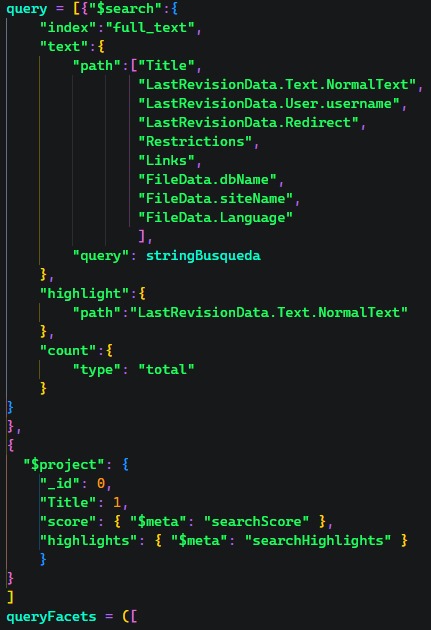 query = [{"$search":{
"index":"full_text",
"text":{
"path":["Title",
"LastRevisionData.Text.NormalText",
"LastRevisionData.User.username",
"LastRevisionData.Redirect",
"Restrictions",
"Links",
"FileData.dbName",
"FileData.siteName",
"FileData.Language"
],
"query": stringBusqueda
},
"highlight":{
"path":"LastRevisionData.Text.NormalText"
},
"count":{
"type": "total"
}
}
},
{
"$project": {
"_id": 0,
"Title": 1,
"score": { "$meta": "searchScore" },
"highlights": { "$meta": "searchHighlights" }
}
}
]
queryFacets = ([